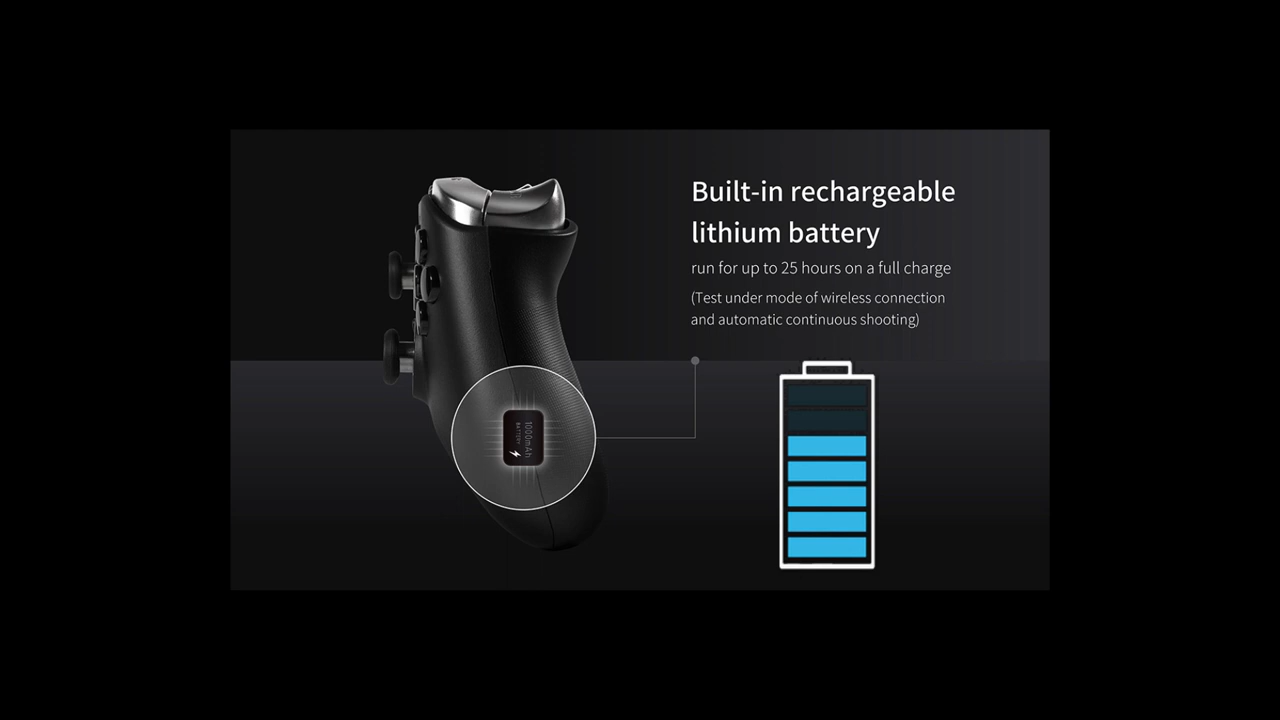 Built-in rechargeable
lithium battery
run for up to 25 hours on a full charge
(Test under mode of wireless connection
and automatic continuous shooting)
1000mAh
BATTERY